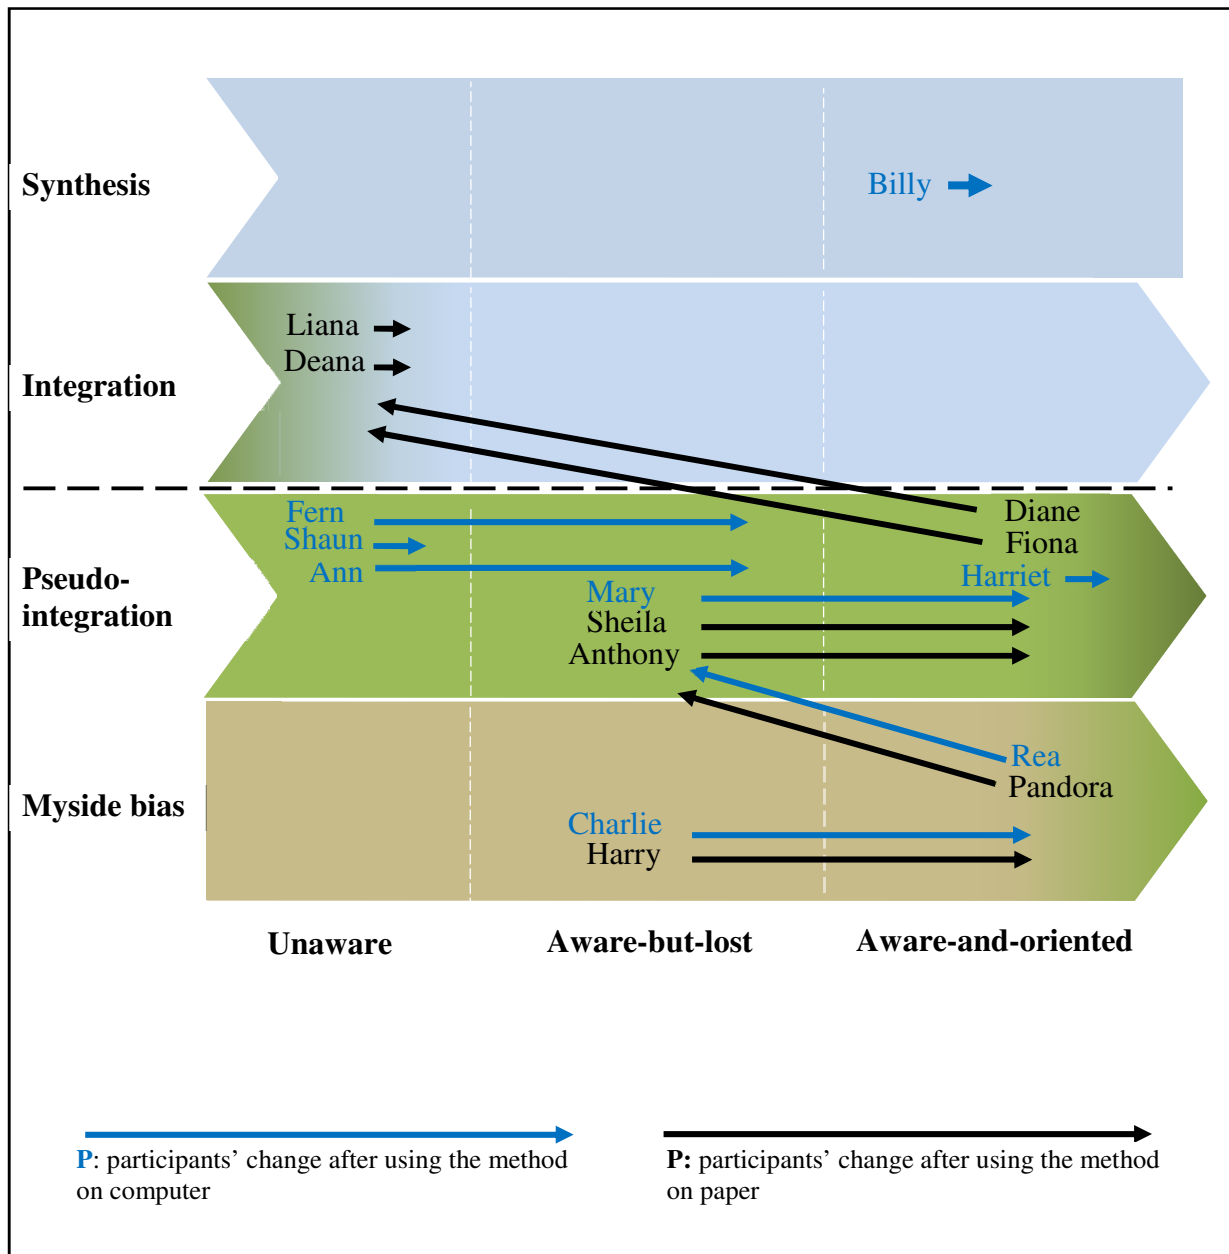 Synthesis
Billy
Integration
Liana
Deana
Pseudo-
integration
Fern
Shaun
Ann
Diane
Fiona
Harriet
Mary
Sheila
Anthony
Myside bias
Rea
Pandora
Charlie
Harry
Unaware
Aware-but-lost
Aware-and-oriented
P: participants’ change after using the method
on computer
P: participants’ change after using the method
on paper